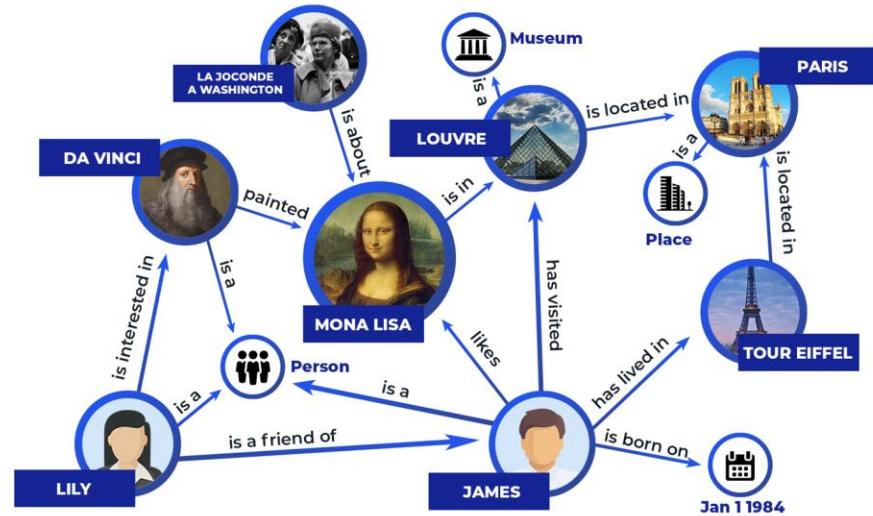 Museum
PARIS
LA JOCONDE
A WASHINGTON
is a
is located in
LOUVRE
is about
DA VINCI
is a
is located in
painted
is in
Place
is a
MONA LISA
has visited
is interested in
TOUR EIFFEL
likes
Person
is a
is a
has lived in
is a friend of
is born on
LILY
JAMES
Jan 1 1984